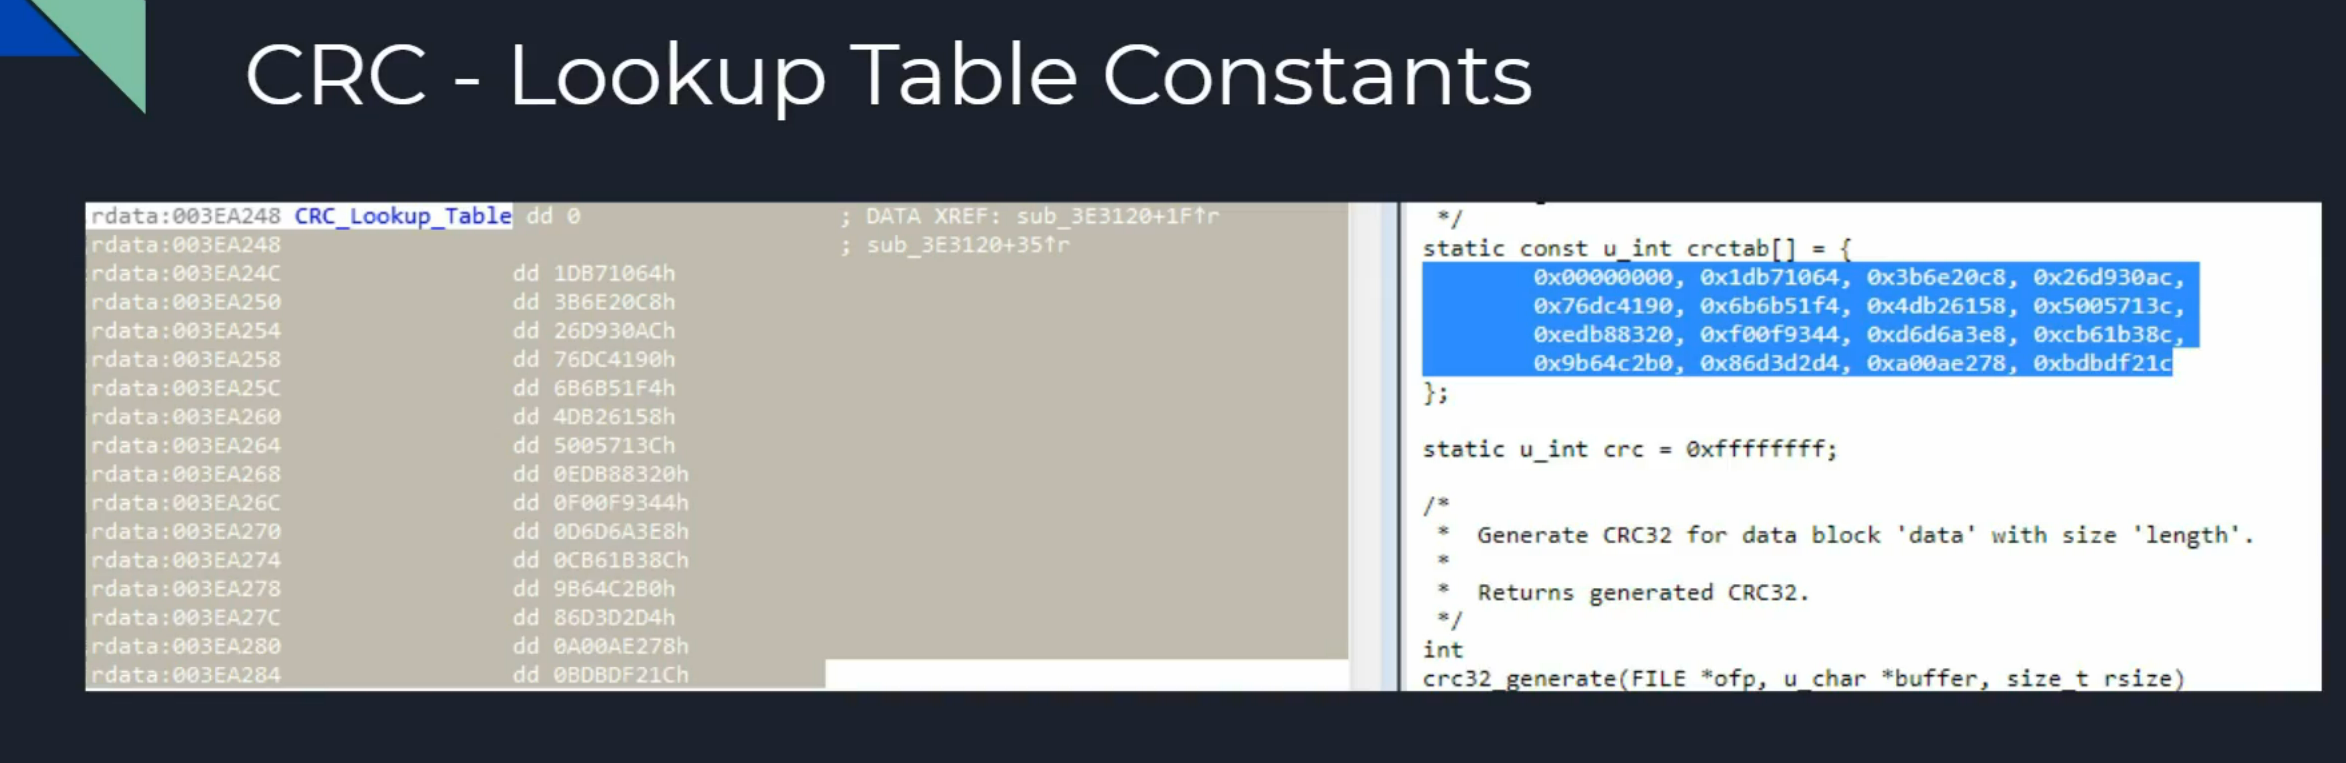 CRC - Lookup Table Constants
rdata:003EA248 CRC_Lookup_Table dd 0 ; DATA XREF: sub_3E3120+1F↑r
rdata:003EA248 ; sub_3E3120+35↑r
rdata:003EA24C dd 1DB71064h
rdata:003EA250 dd 3B6E20C8h
rdata:003EA254 dd 26D930ACh
rdata:003EA258 dd 76DC4190h
rdata:003EA25C dd 6B6B51F4h
rdata:003EA260 dd 4DB26158h
rdata:003EA264 dd 5005713Ch
rdata:003EA268 dd 0EDB88320h
rdata:003EA26C dd 0F00F9344h
rdata:003EA270 dd 0D6D6A3E8h
rdata:003EA274 dd 0CB61B38Ch
rdata:003EA278 dd 9B64C2B0h
rdata:003EA27C dd 86D3D2D4h
rdata:003EA280 dd 0A00AE278h
rdata:003EA284 dd 0BDBDF21Ch
*/
static const u_int crctab[] = {
0x00000000, 0x1db71064, 0x3b6e20c8, 0x26d930ac,
0x76dc4190, 0x6b6b51f4, 0x4db26158, 0x5005713c,
0xedb88320, 0xf00f9344, 0xd6d6a3e8, 0xcb61b38c,
0x9b64c2b0, 0x86d3d2d4, 0xa00ae278, 0xbdbdf21c
};
static u_int crc = 0xffffffff;
/*
* Generate CRC32 for data block 'data' with size 'length'.
*
* Returns generated CRC32.
*/
int
crc32_generate(FILE *ofp, u_char *buffer, size_t rsize)